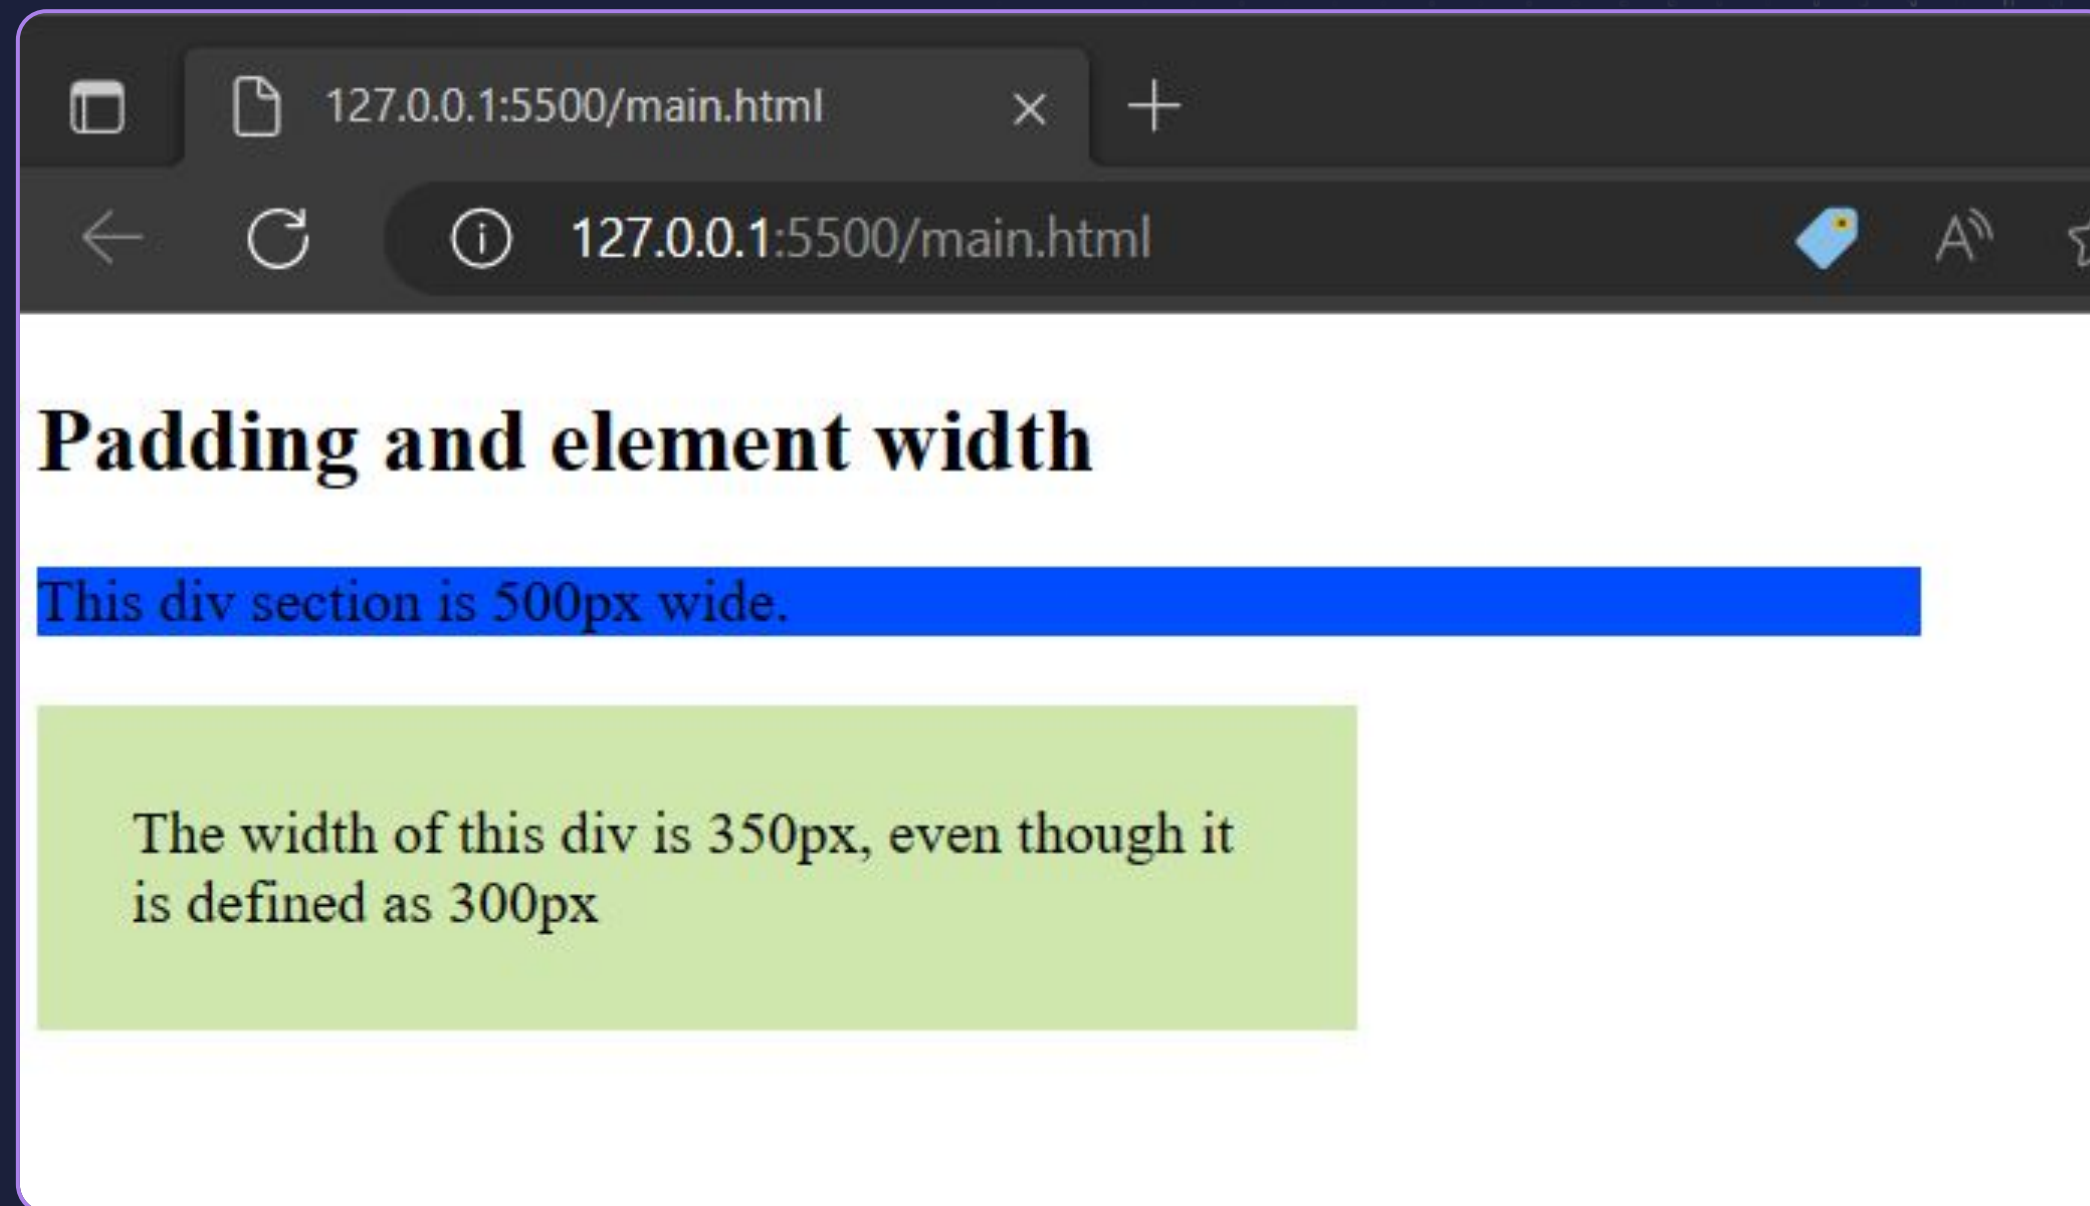 127.0.0.1:5500/main.html
127.0.0.1:5500/main.html
Padding and element width
This div section is 500px wide.
The width of this div is 350px, even though it
is defined as 300px